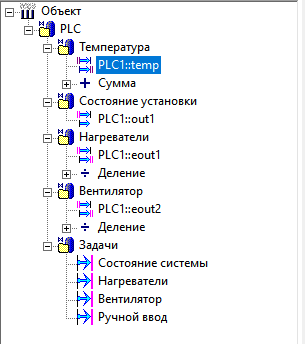 Объект
PLC
Температура
PLC1::temp
Сумма
Состояние установки
PLC1::out1
Нагреватели
PLC1::eout1
Деление
Вентилятор
PLC1::eout2
Деление
Задачи
Состояние системы
Нагреватели
Вентилятор
Ручной ввод